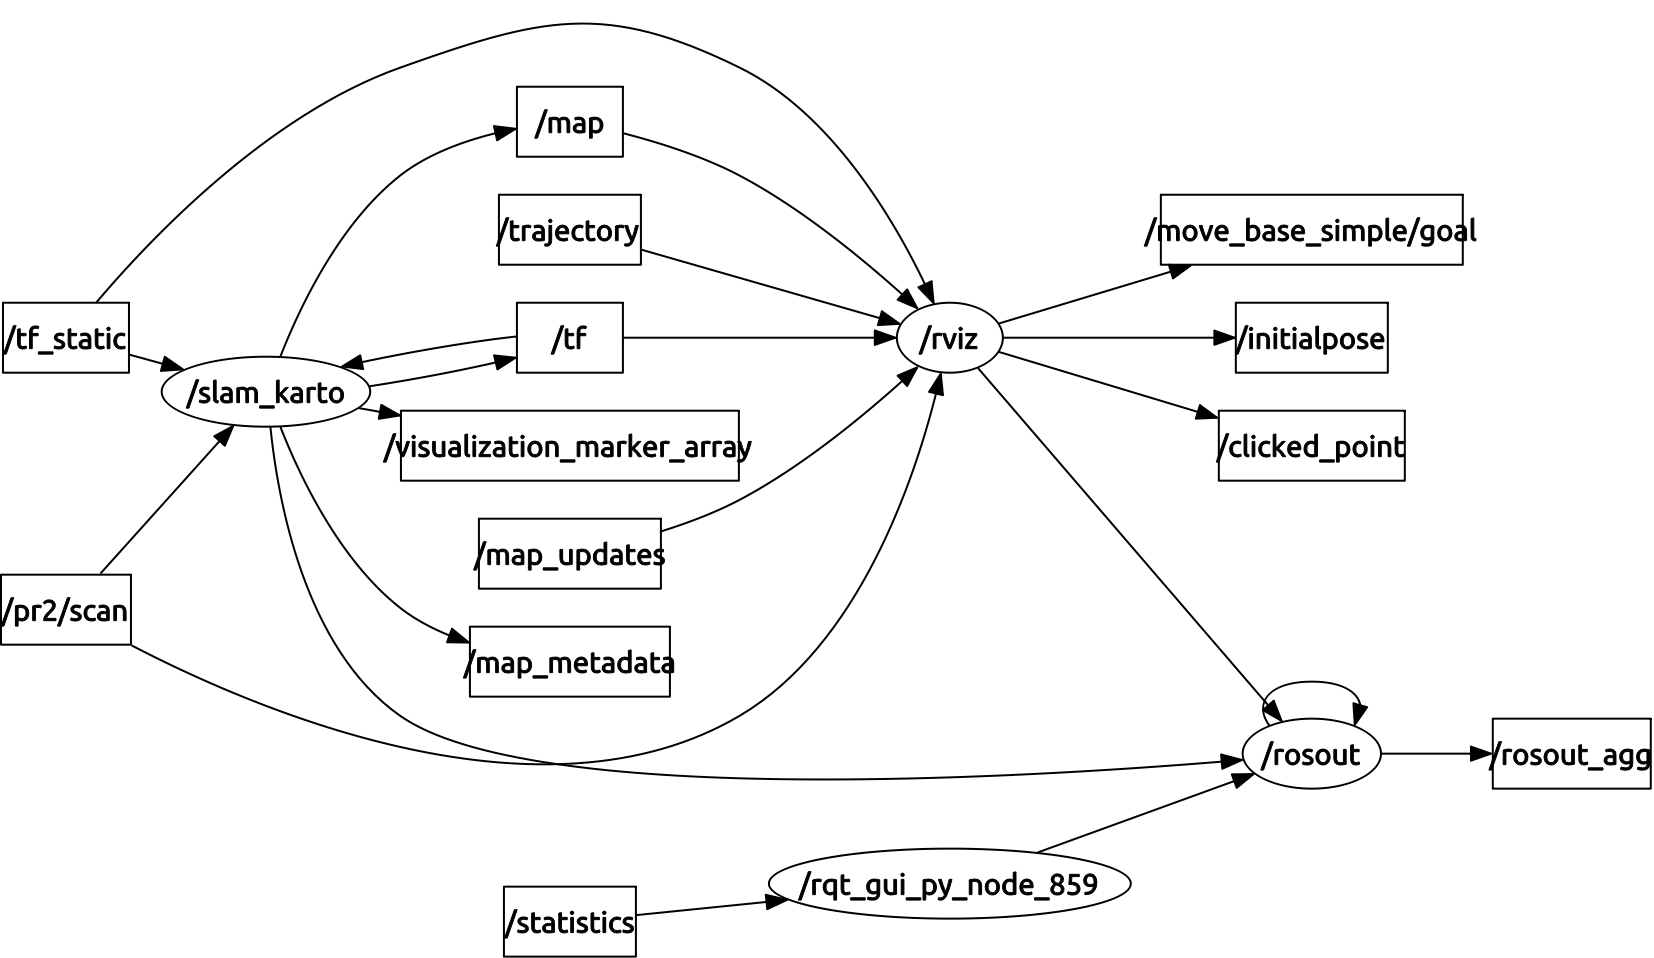 /map
/trajectory
/move_base_simple/goal
/tf_static
/tf
/rviz
/initialpose
/slam_karto
/visualization_marker_array
/clicked_point
/map_updates
/pr2/scan
/map_metadata
/rosout
/rosout_agg
/rqt_gui_py_node_859
/statistics